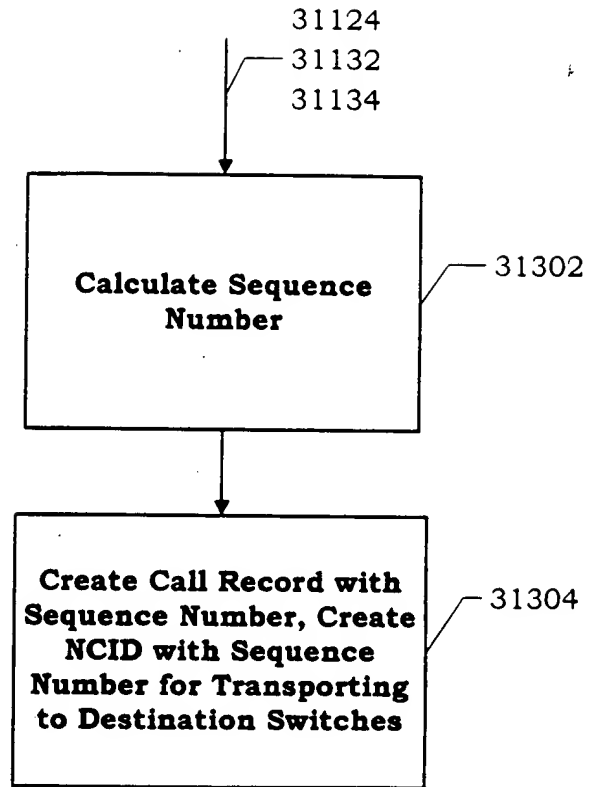 31124
31132
31134
Calculate Sequence
Number
31302
Create Call Record with
Sequence Number, Create
NCID with Sequence
Number for Transporting
to Destination Switches
31304